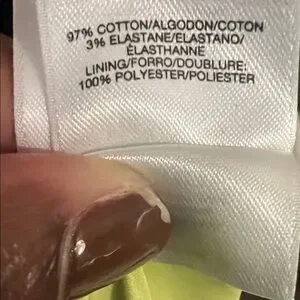 97% COTTON/ALGODON/COTON
3% ELASTANE/ELASTANO/
ÉLASTHANNE
LINING/FORRO/DOUBLURE:
100% POLYESTER/POLIESTER